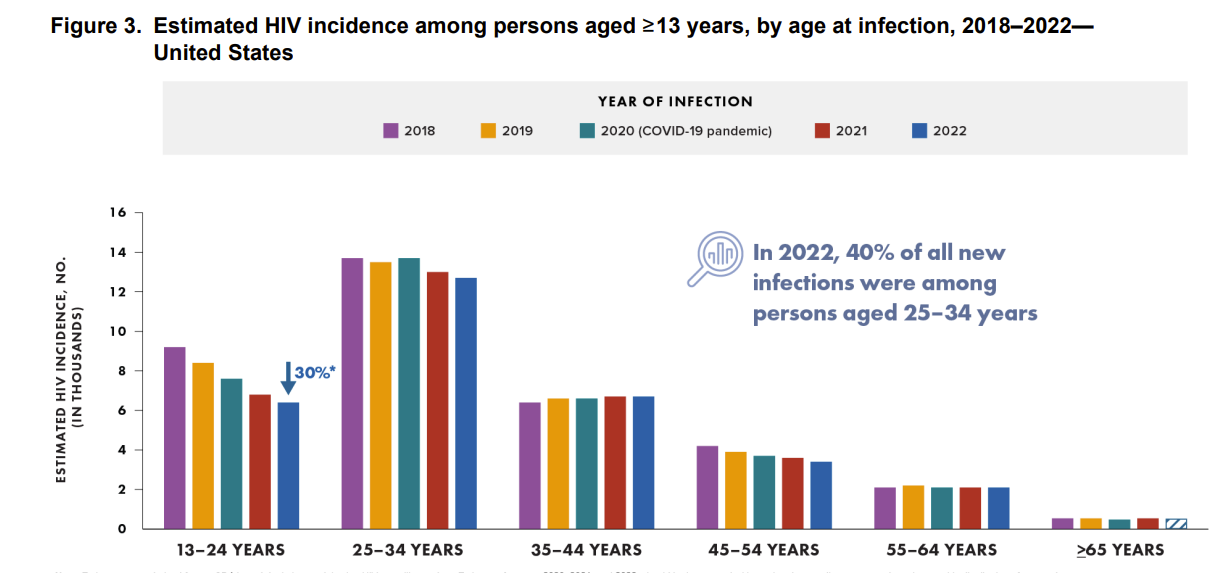 Figure 3. Estimated HIV incidence among persons aged ≥13 years, by age at infection, 2018–2022—
United States
YEAR OF INFECTION
2018 2019 2020 (COVID-19 pandemic) 2021 2022
ESTIMATED HIV INCIDENCE, NO.
(IN THOUSANDS)
16
14
12
10
8
6
4
2
0
30%*
In 2022, 40% of all new
infections were among
persons aged 25–34 years
13–24 YEARS 25–34 YEARS 35–44 YEARS 45–54 YEARS 55–64 YEARS ≥65 YEARS